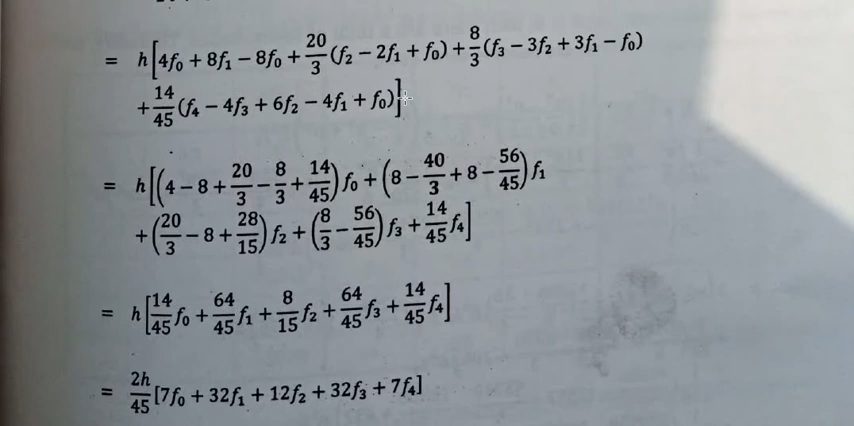 = h[4f₀ + 8f₁ − 8f₀ + 20/3 (f₂ − 2f₁ + f₀) + 8/3 (f₃ − 3f₂ + 3f₁ − f₀)
+ 14/45 (f₄ − 4f₃ + 6f₂ − 4f₁ + f₀)]
= h[(4 − 8 + 20/3 − 8/3 + 14/45) f₀ + (8 − 40/3 + 8 − 56/45) f₁
+ (20/3 − 8 + 28/15) f₂ + (8/3 − 56/45) f₃ + 14/45 f₄]
= h[14/45 f₀ + 64/45 f₁ + 8/15 f₂ + 64/45 f₃ + 14/45 f₄]
= 2h/45 [7f₀ + 32f₁ + 12f₂ + 32f₃ + 7f₄]